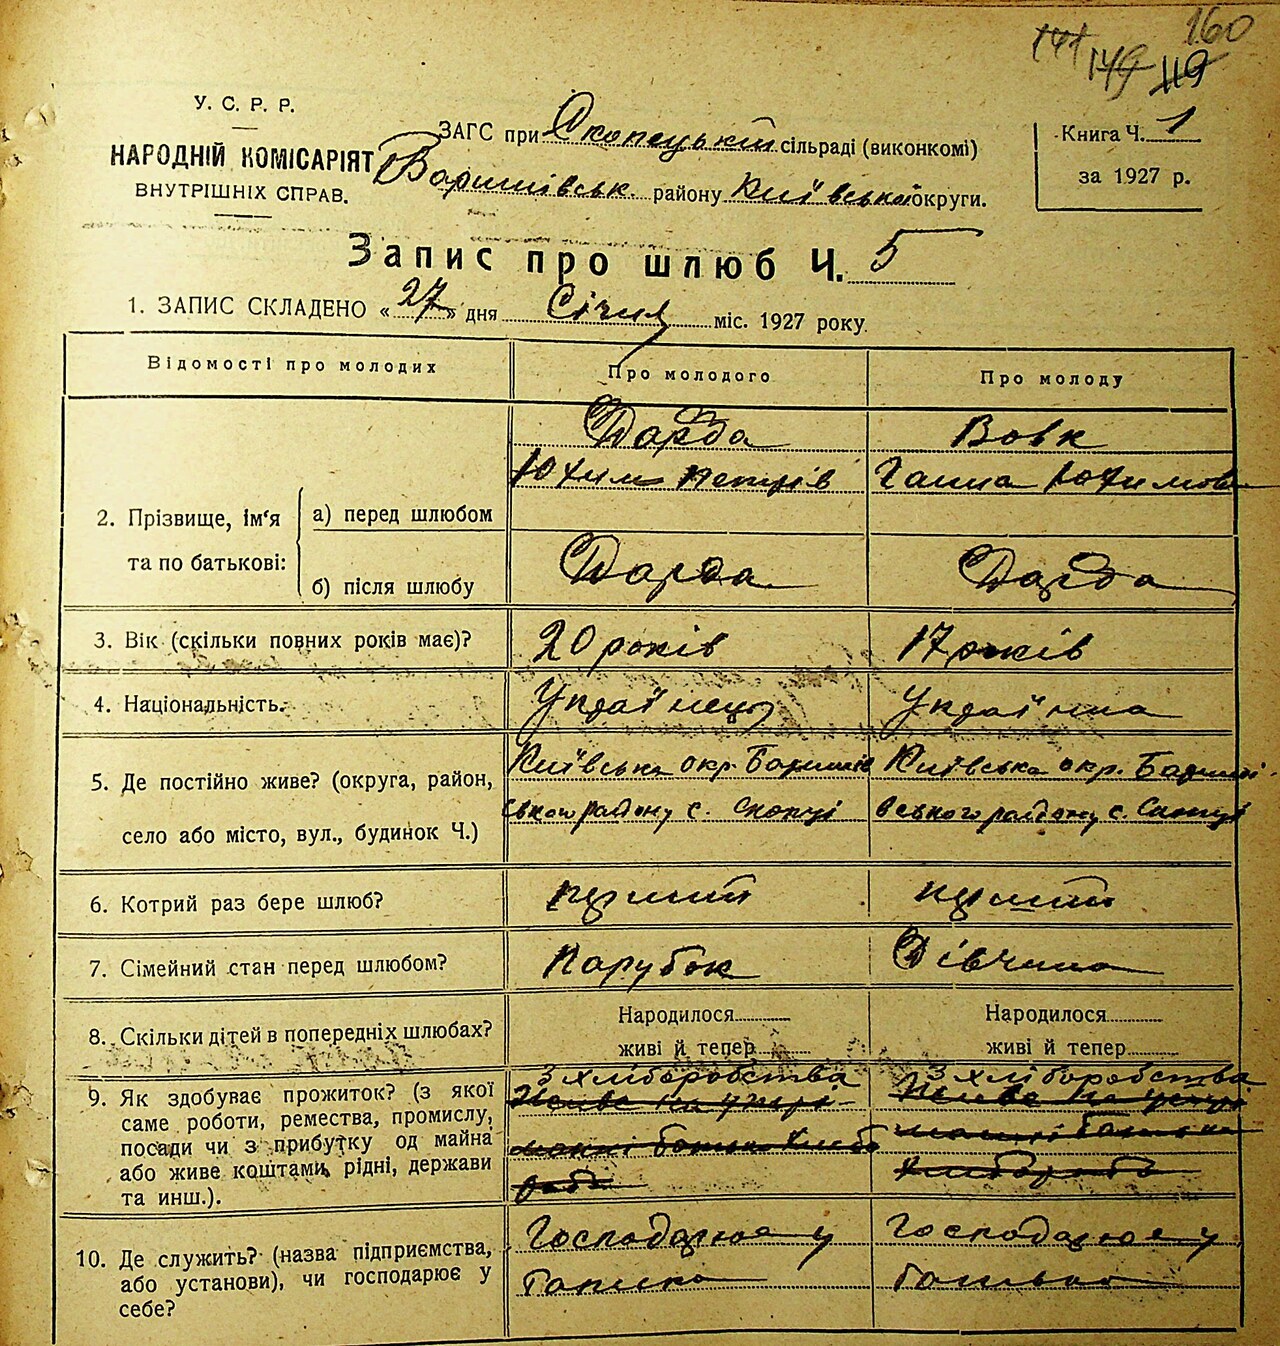 160
141 149 119
У. С. Р. Р.
НАРОДНІЙ КОМІСАРІЯТ
ВНУТРІШНІХ СПРАВ.
ЗАГС при Скопецькій сільраді (виконкомі)
Баришівськ. району Київської округи.
Книга Ч. 1
за 1927 р.
Запис про шлюб Ч. 5
1. ЗАПИС СКЛАДЕНО « 27 » дня Січня міс. 1927 року.
Відомості про молодих Про молодого Про молоду
2. Прізвище, ім'я та по батькові:
а) перед шлюбом
Дарда Вовк
Юхим Петрів Ганна Юхимова
б) після шлюбу
Дарда Дарда
3. Вік (скільки повних років має)? 20 років 17 років
4. Національність. Українець Українка
5. Де постійно живе? (округа, район,
село або місто, вул., будинок Ч.)
Київська окр. Баришів
ського району с. Скопці
Київська окр. Бариші-
вського району с. Скопці
6. Котрий раз бере шлюб? перший перший
7. Сімейний стан перед шлюбом? Парубок Дівчина
8. Скільки дітей в попередніх шлюбах?
Народилося Народилося
живі й тепер живі й тепер
9. Як здобуває прожиток? (з якої
саме роботи, ремества, промислу,
посади чи з прибутку од майна
або живе коштами рідні, держави
та инш.).
З хліборобства З хліборобства
10. Де служить? (назва підприємства,
або установи), чи господарює у
себе?
Господарює у
батька
Господарює у
батька